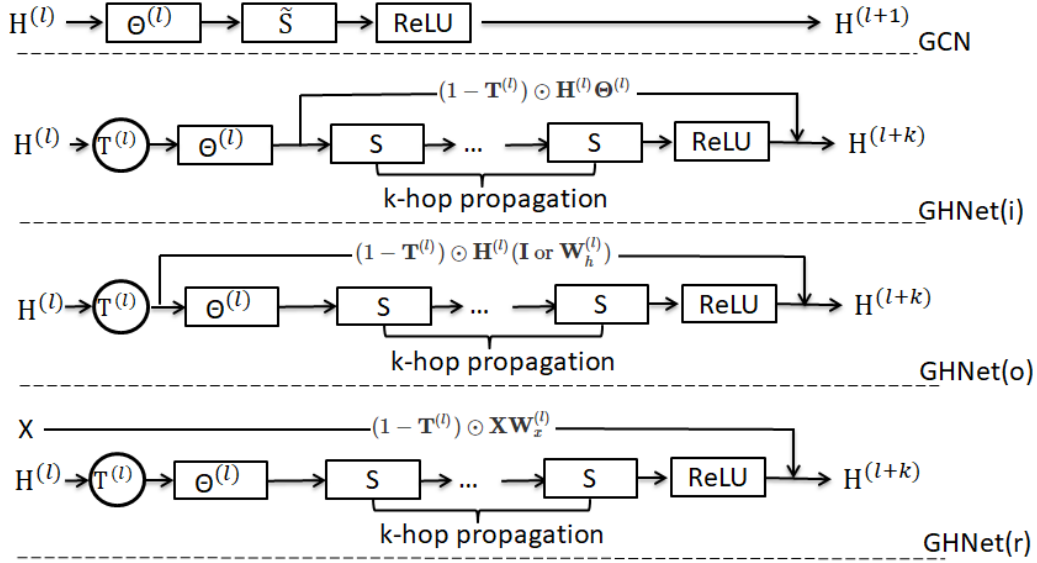 H^{(l)} Θ^{(l)} S̃ ReLU H^{(l+1)}
GCN
(1 − T^{(l)}) ⊙ H^{(l)}Θ^{(l)}
H^{(l)} T^{(l)} Θ^{(l)} S ... S ReLU H^{(l+k)}
k-hop propagation
GHNet(i)
(1 − T^{(l)}) ⊙ H^{(l)}(I or W_h^{(l)})
H^{(l)} T^{(l)} Θ^{(l)} S ... S ReLU H^{(l+k)}
k-hop propagation
GHNet(o)
X (1 − T^{(l)}) ⊙ XW_x^{(l)}
H^{(l)} T^{(l)} Θ^{(l)} S ... S ReLU H^{(l+k)}
k-hop propagation
GHNet(r)